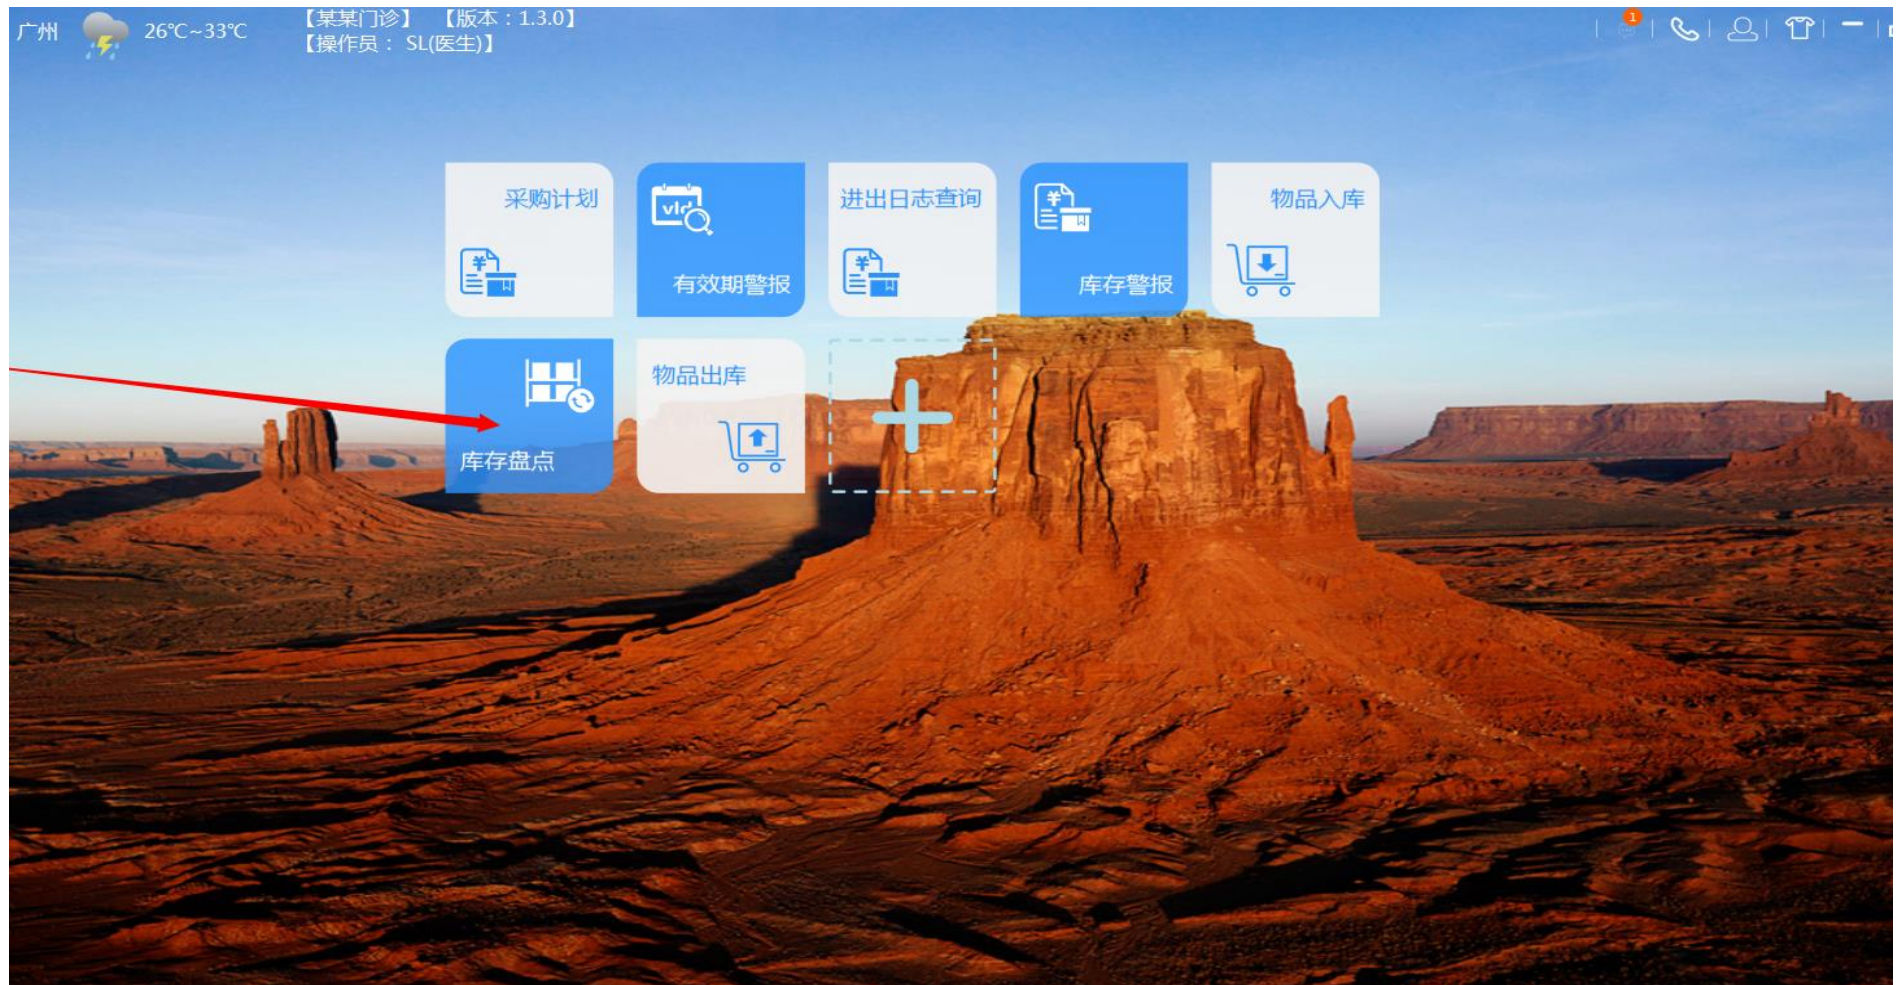 广州
26℃~33℃
【某某门诊】 【版本：1.3.0】
【操作员： SL(医生)】
1
采购计划
vld
有效期警报
进出日志查询
库存警报
物品入库
库存盘点
物品出库